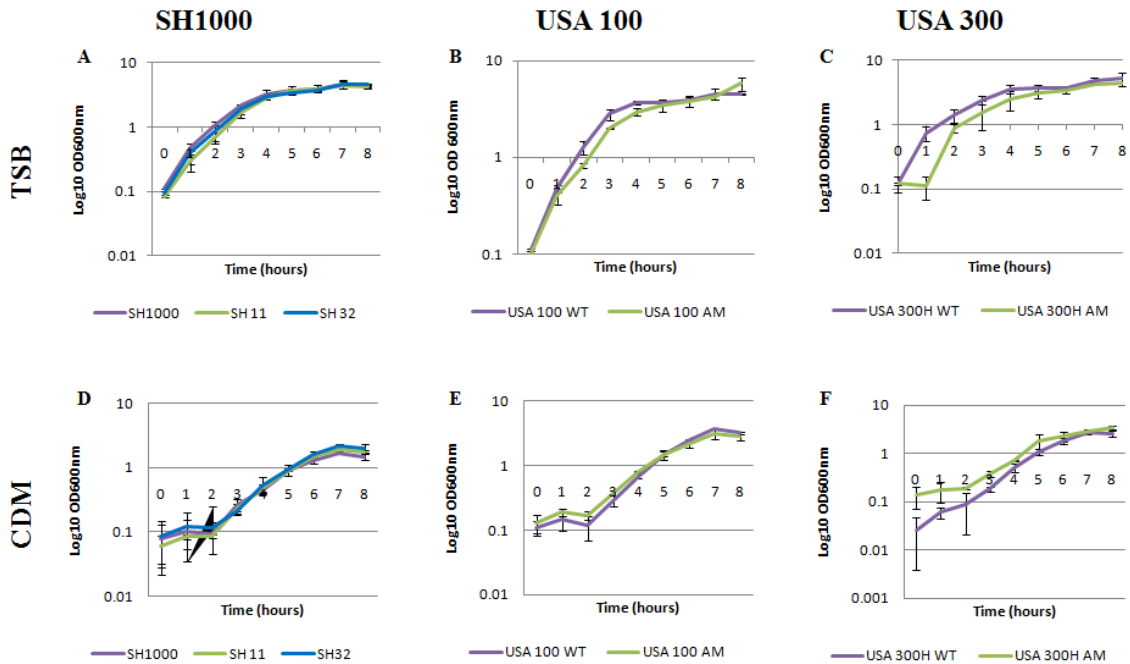 SH1000 USA 100 USA 300
TSB
A
10
1
0.1
0.01
0 1 2 3 4 5 6 7 8
Log10 OD600nm
Time (hours)
SH1000 SH 11 SH 32
B
10
1
0.1
0 1 2 3 4 5 6 7 8
Log10 OD600nm
Time (hours)
USA 100 WT USA 100 AM
C
10
1
0.1
0.01
0 1 2 3 4 5 6 7 8
Log10 OD600nm
Time (hours)
USA 300H WT USA 300H AM
CDM
D
10
1
0.1
0.01
0 1 2 3 4 5 6 7 8
Log10 OD600nm
Time (hours)
SH1000 SH 11 SH32
E
10
1
0.1
0.01
0 1 2 3 4 5 6 7 8
Log10 OD600nm
Time (hours)
USA 100 WT USA 100 AM
F
10
1
0.1
0.01
0.001
0 1 2 3 4 5 6 7 8
Log10 OD600nm
Time (hours)
USA 300H WT USA 300H AM